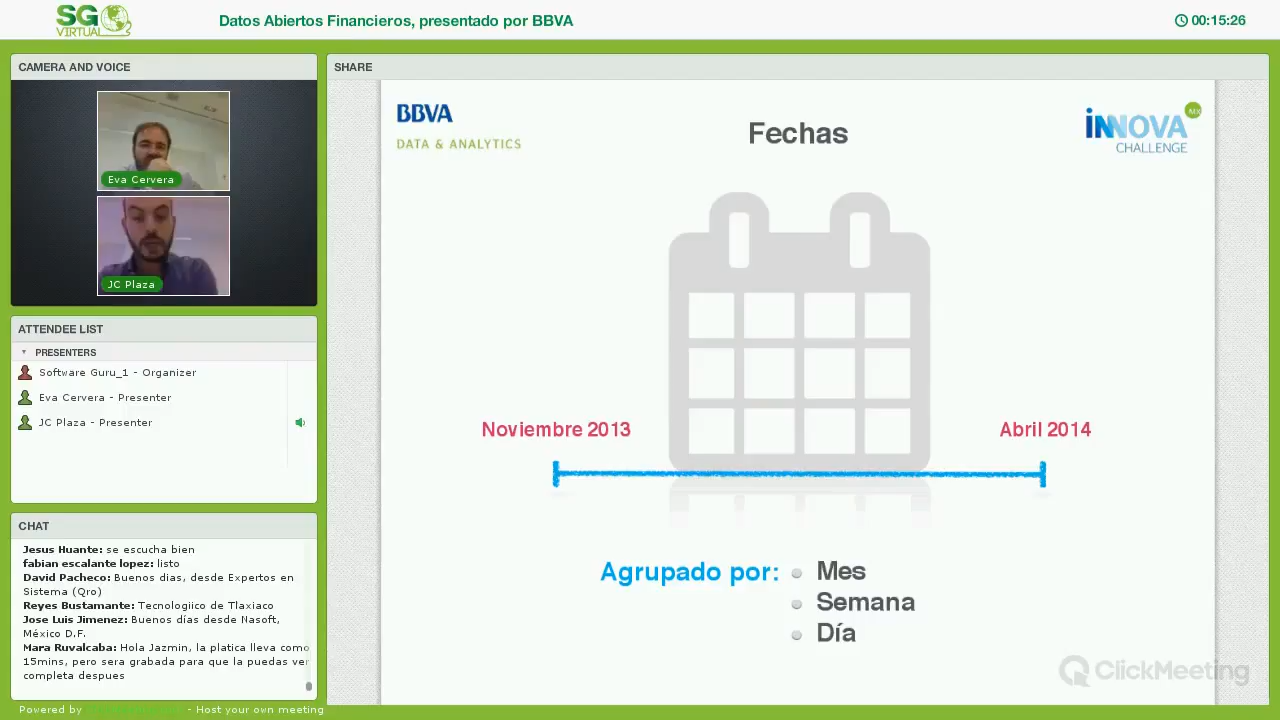 SG VIRTUAL
Datos Abiertos Financieros, presentado por BBVA
00:15:26
CAMERA AND VOICE
Eva Cervera
JC Plaza
ATTENDEE LIST
PRESENTERS
Software Guru_1 - Organizer
Eva Cervera - Presenter
JC Plaza - Presenter
CHAT
Jesus Huante: se escucha bien
fabian escalante lopez: listo
David Pacheco: Buenos dias, desde Expertos en
Sistema (Qro)
Reyes Bustamante: Tecnologiico de Tlaxiaco
Jose Luis Jimenez: Buenos días desde Nasoft,
México D.F.
Mara Ruvalcaba: Hola Jazmin, la platica lleva como
15mins, pero sera grabada para que la puedas ver
completa despues
Powered by
- Host your own meeting
SHARE
BBVA
DATA & ANALYTICS
Fechas
INNOVA
MX
CHALLENGE
Noviembre 2013
Abril 2014
Agrupado por:
Mes
Semana
Día
ClickMeeting